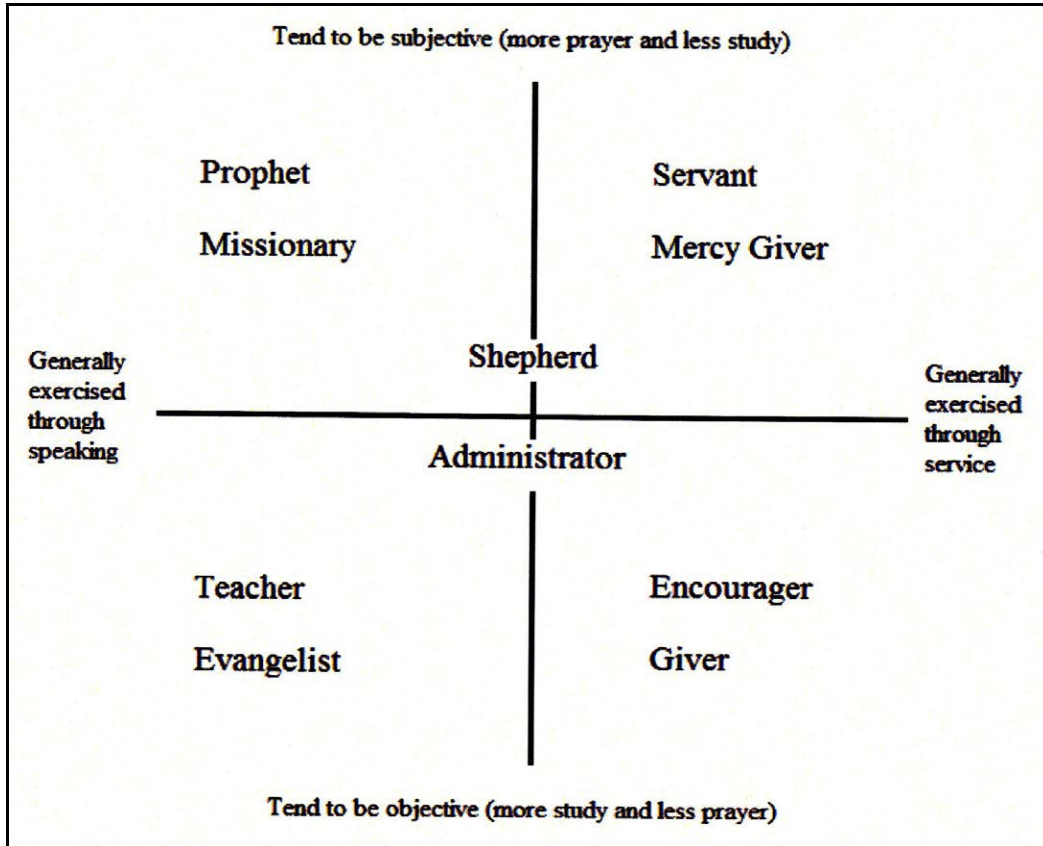 Tend to be subjective (more prayer and less study)
Prophet
Servant
Missionary
Mercy Giver
Shepherd
Generally
exercised
through
speaking
Generally
exercised
through
service
Administrator
Teacher
Encourager
Evangelist
Giver
Tend to be objective (more study and less prayer)